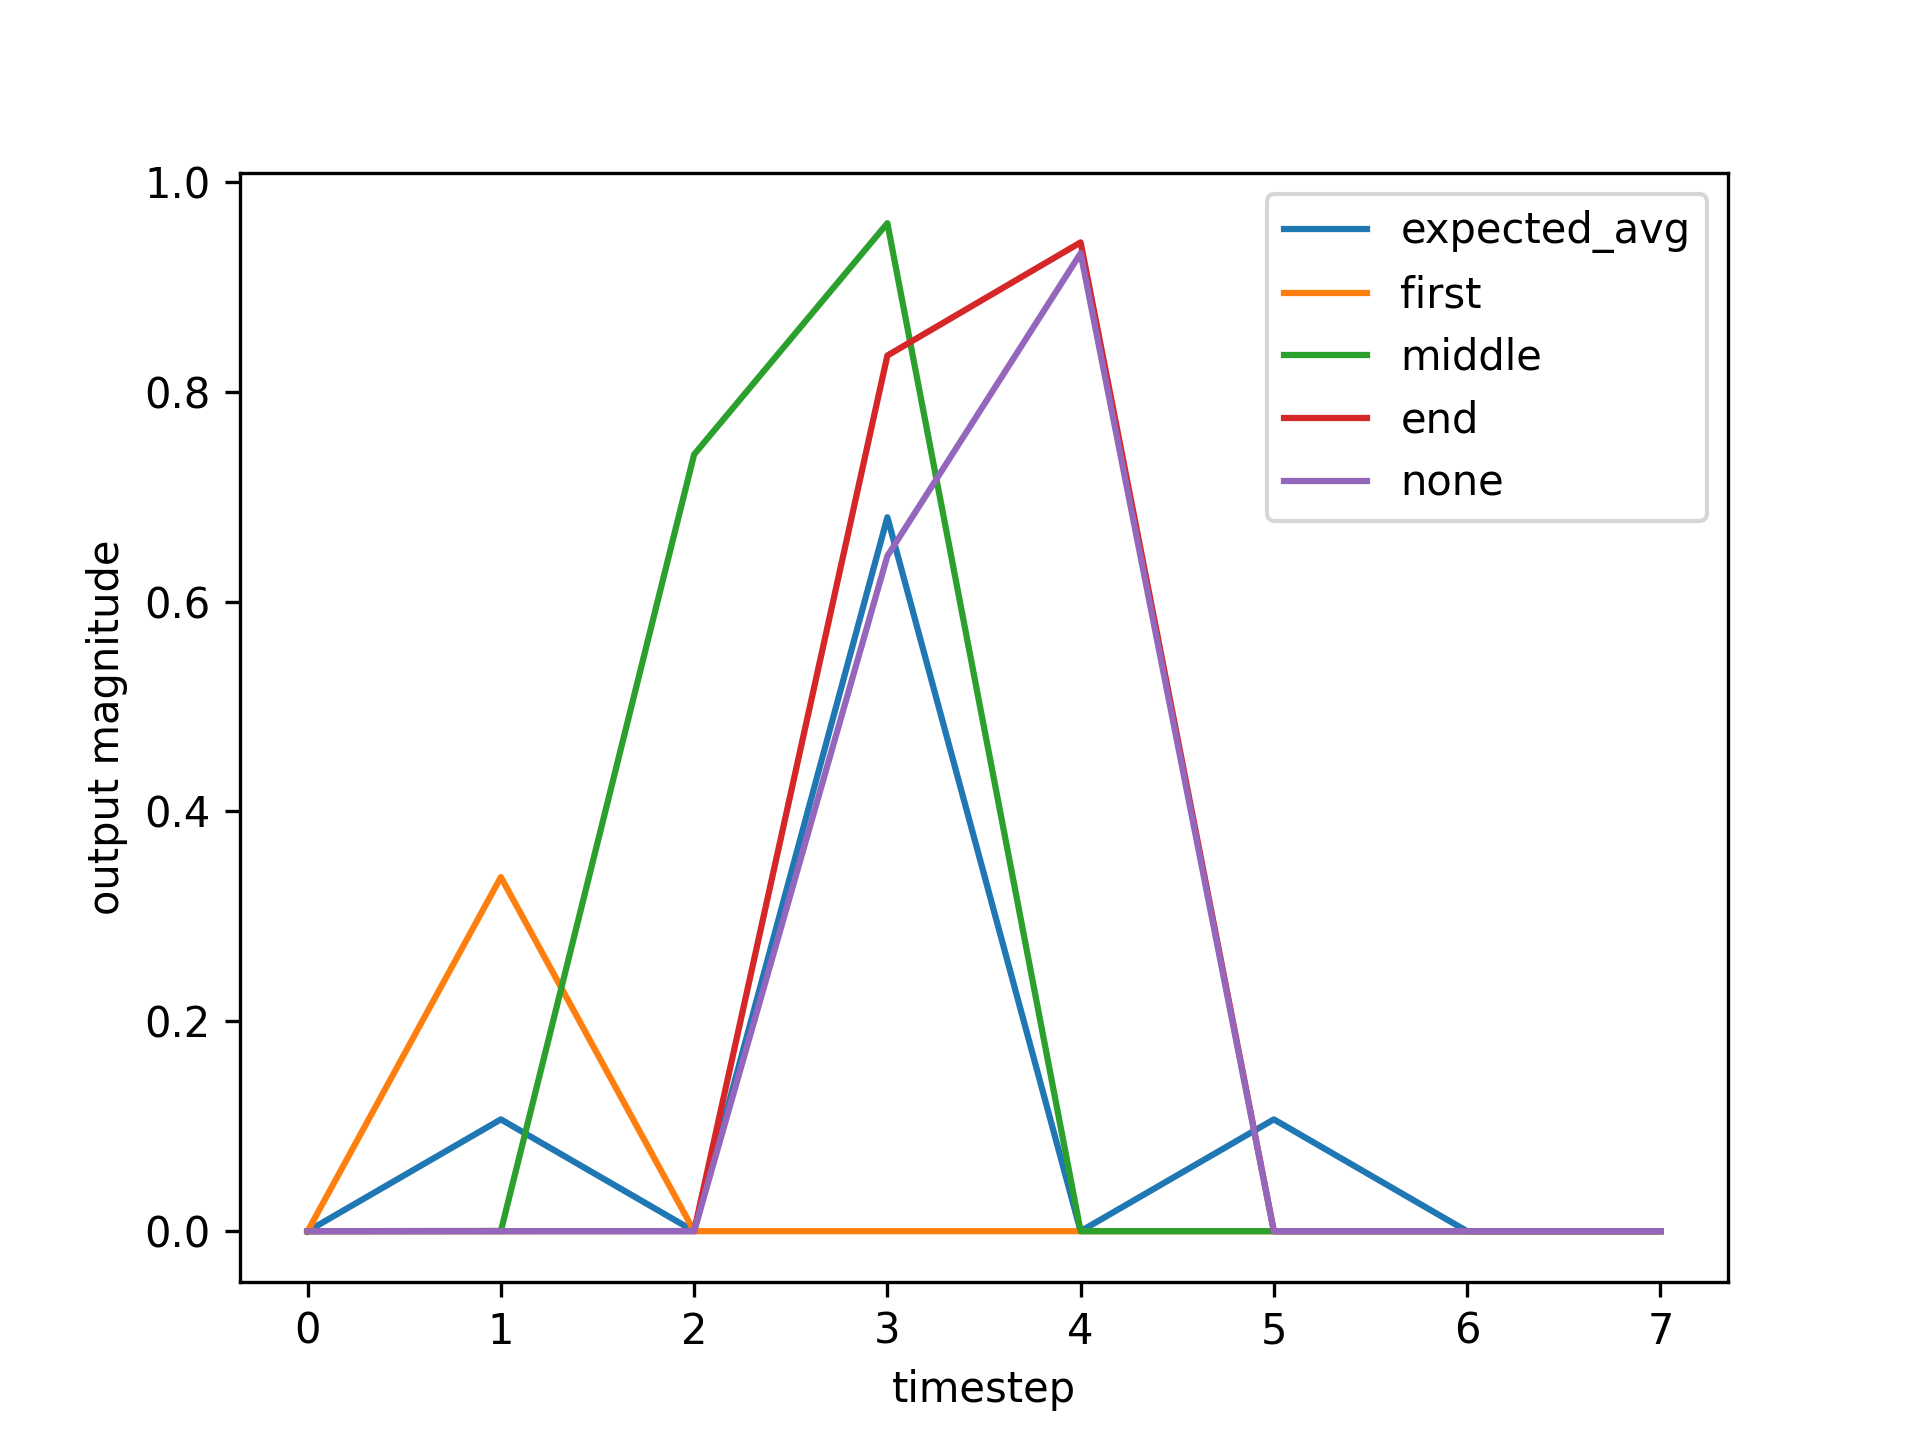 1.0
0.8
0.6
0.4
0.2
0.0
output magnitude
expected_avg
first
middle
end
none
0 1 2 3 4 5 6 7
timestep